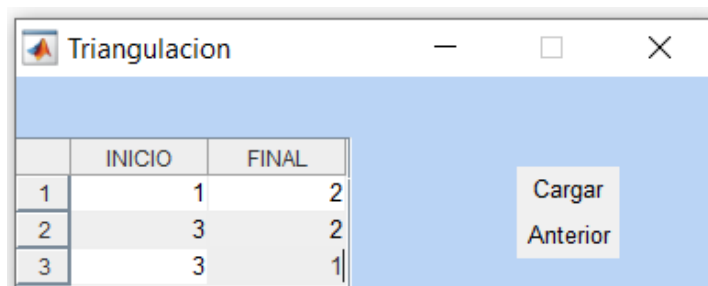 Triangulacion
INICIO FINAL
1 1 2
2 3 2
3 3 1
Cargar
Anterior